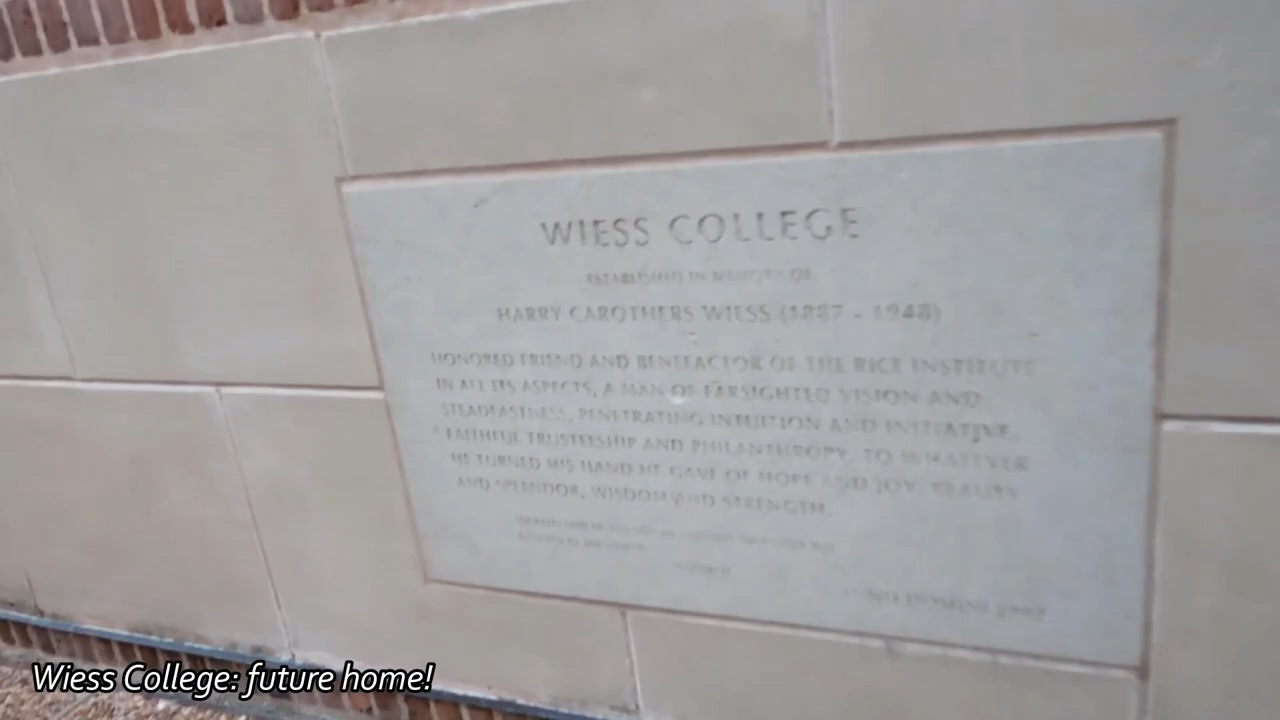 WIESS COLLEGE
ESTABLISHED IN MEMORY OF
HARRY CAROTHERS WIESS (1887 - 1948)
HONORED FRIEND AND BENEFACTOR OF THE RICE INSTITUTE
IN ALL ITS ASPECTS, A MAN OF FARSIGHTED VISION AND
STEADFASTNESS, PENETRATING INTUITION AND INITIATIVE,
FAITHFUL TRUSTEESHIP AND PHILANTHROPY. TO WHATEVER
HE TURNED HIS HAND HE GAVE OF HOPE AND JOY, BEAUTY
AND SPLENDOR, WISDOM AND STRENGTH.
DOMINI
Wiess College: future home!